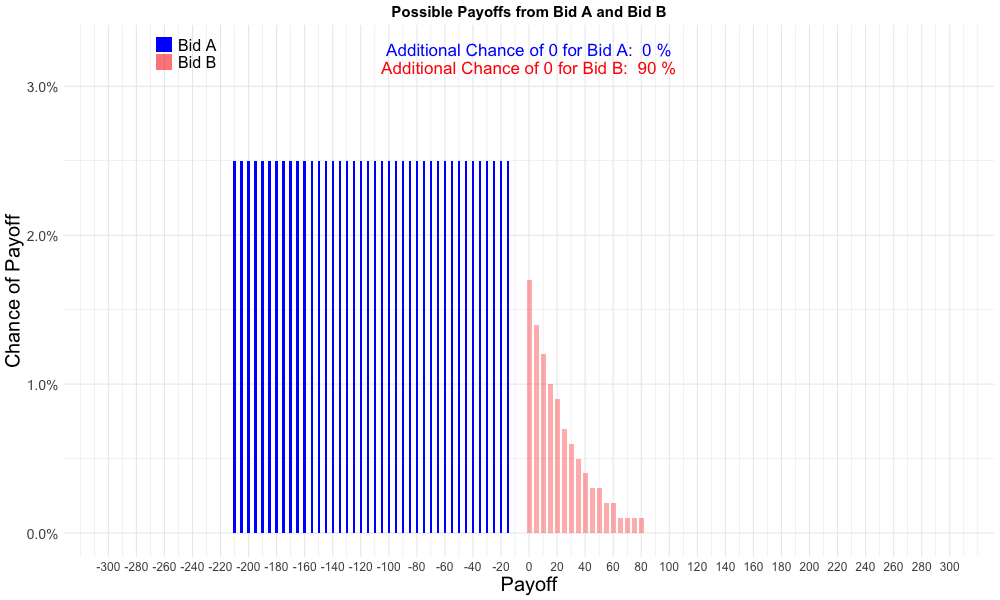 Possible Payoffs from Bid A and Bid B
Bid A
Bid B
Additional Chance of 0 for Bid A:  0 %
Additional Chance of 0 for Bid B:  90 %
Chance of Payoff
3.0%
2.0%
1.0%
0.0%
-300 -280 -260 -240 -220 -200 -180 -160 -140 -120 -100 -80 -60 -40 -20 0 20 40 60 80 100 120 140 160 180 200 220 240 260 280 300
Payoff